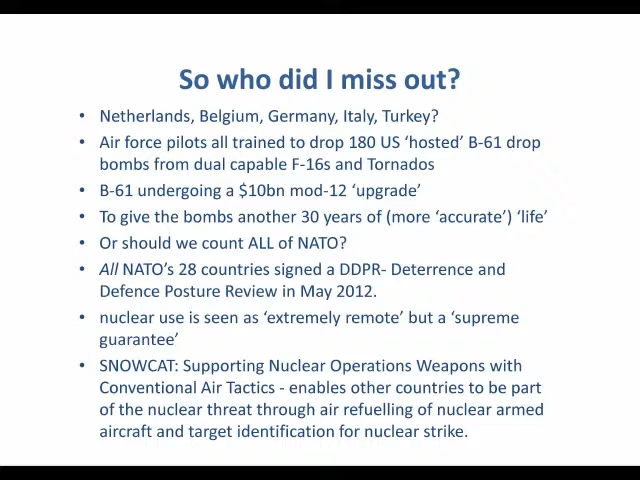 So who did I miss out?
• Netherlands, Belgium, Germany, Italy, Turkey?
• Air force pilots all trained to drop 180 US ‘hosted’ B-61 drop
bombs from dual capable F-16s and Tornados
• B-61 undergoing a $10bn mod-12 ‘upgrade’
• To give the bombs another 30 years of (more ‘accurate’) ‘life’
• Or should we count ALL of NATO?
• All NATO’s 28 countries signed a DDPR- Deterrence and
Defence Posture Review in May 2012.
• nuclear use is seen as ‘extremely remote’ but a ‘supreme
guarantee’
• SNOWCAT: Supporting Nuclear Operations Weapons with
Conventional Air Tactics - enables other countries to be part
of the nuclear threat through air refuelling of nuclear armed
aircraft and target identification for nuclear strike.